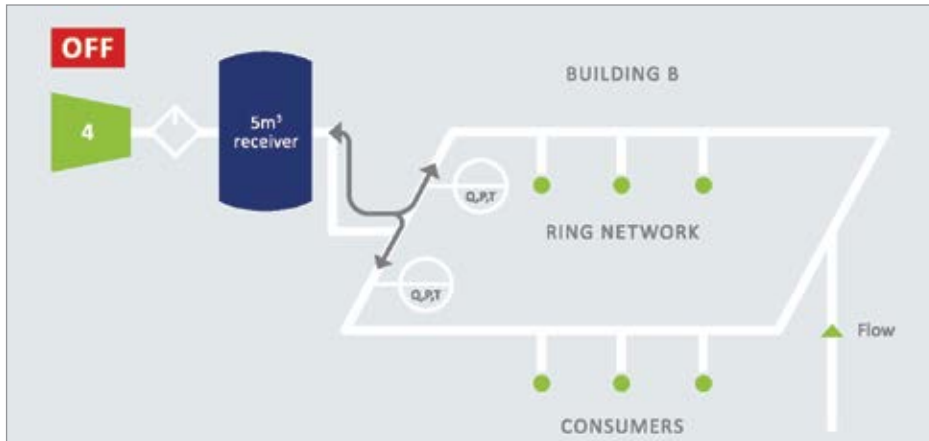 OFF
BUILDING B
4
5m³
receiver
Q,P,T
RING NETWORK
Q,P,T
Flow
CONSUMERS